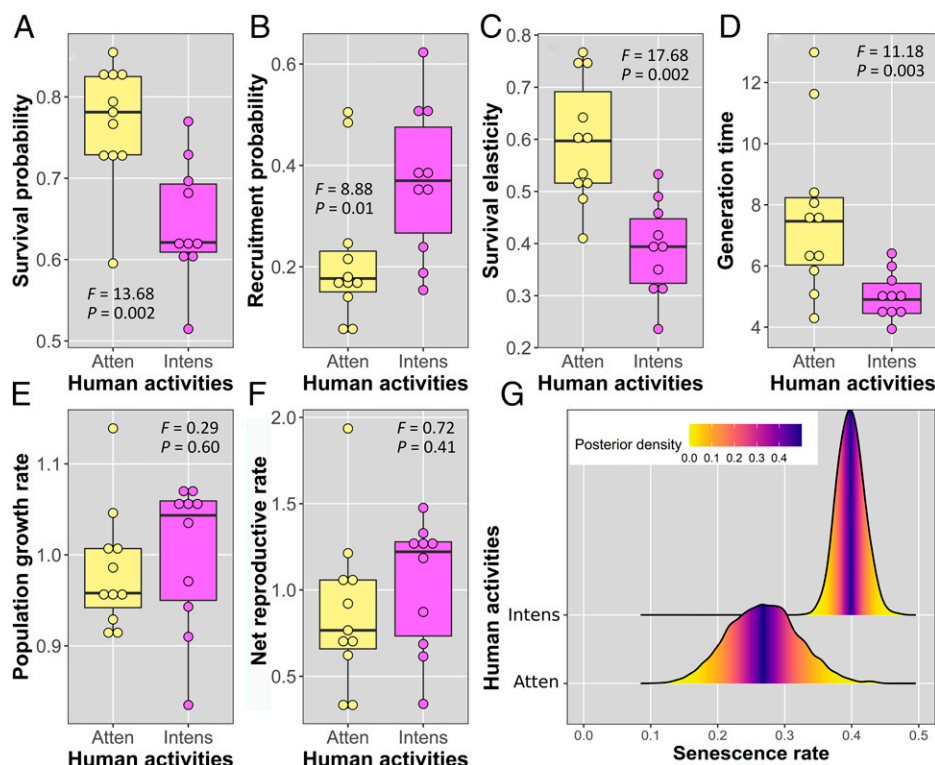 A
Survival probability
0.8
0.7
0.6
0.5
F = 13.68
P = 0.002
Atten
Intens
Human activities
B
Recruitment probability
0.6
0.4
0.2
F = 8.88
P = 0.01
Atten
Intens
Human activities
C
Survival elasticity
0.8
0.7
0.6
0.5
0.4
0.3
0.2
F = 17.68
P = 0.002
Atten
Intens
Human activities
D
Generation time
12
10
8
6
4
F = 11.18
P = 0.003
Atten
Intens
Human activities
E
Population growth rate
1.1
1.0
0.9
F = 0.29
P = 0.60
Atten
Intens
Human activities
F
Net reproductive rate
2.0
1.5
1.0
0.5
F = 0.72
P = 0.41
Atten
Intens
Human activities
G
Posterior density
0.0 0.1 0.2 0.3 0.4
Human activities
Intens
Atten
0.0 0.1 0.2 0.3 0.4 0.5
Senescence rate